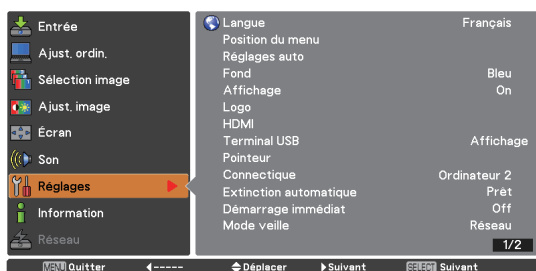 Entrée
Ajust. ordin.
Sélection image
Ajust. image
Écran
Son
Réglages
Information
Réseau
Langue Français
Position du menu
Réglages auto
Fond Bleu
Affichage On
Logo
HDMI
Terminal USB Affichage
Pointeur
Connectique Ordinateur 2
Extinction automatique Prêt
Démarrage immédiat Off
Mode veille Réseau
1/2
MENU Quitter ◀----- Déplacer ▶Suivant SELECT Suivant